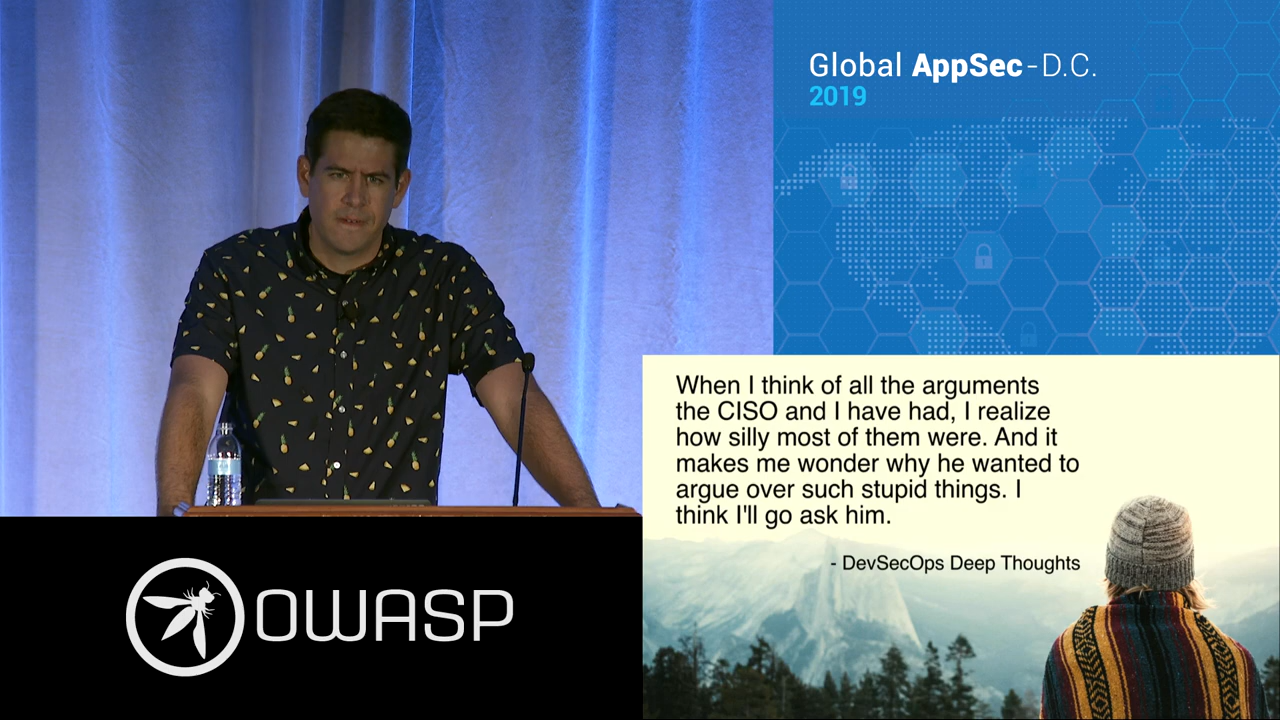 Global AppSec - D.C.
2019
When I think of all the arguments
the CISO and I have had, I realize
how silly most of them were. And it
makes me wonder why he wanted to
argue over such stupid things. I
think I'll go ask him.
- DevSecOps Deep Thoughts
OWASP